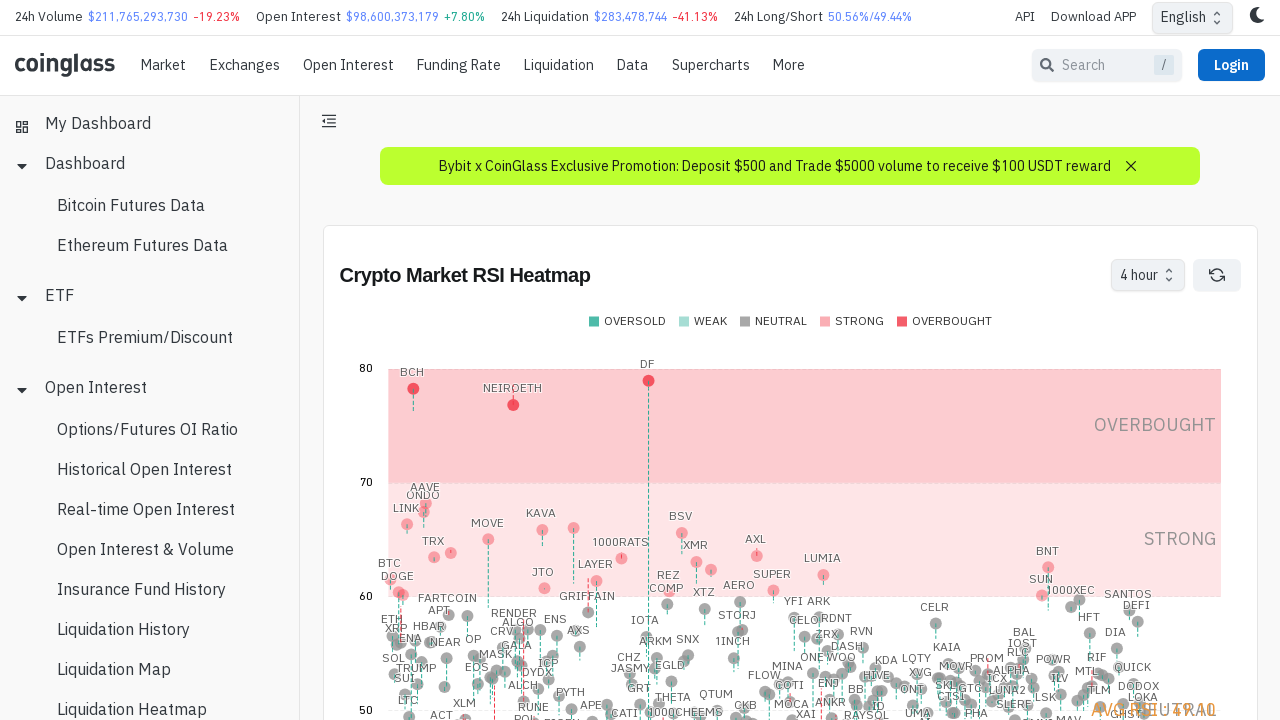 24h Volume $211,765,293,730 -19.23% Open Interest $98,600,373,179 +7.80% 24h Liquidation $283,478,744 -41.13% 24h Long/Short 50.56%/49.44% API Download APP English
coinglass Market Exchanges Open Interest Funding Rate Liquidation Data Supercharts More Search / Login
My Dashboard
Dashboard
Bitcoin Futures Data
Ethereum Futures Data
ETF
ETFs Premium/Discount
Open Interest
Options/Futures OI Ratio
Historical Open Interest
Real-time Open Interest
Open Interest & Volume
Insurance Fund History
Liquidation History
Liquidation Map
Liquidation Heatmap
Bybit x CoinGlass Exclusive Promotion: Deposit $500 and Trade $5000 volume to receive $100 USDT reward
Crypto Market RSI Heatmap 4 hour
OVERSOLD WEAK NEUTRAL STRONG OVERBOUGHT
80
DF
BCH
NEIROETH
OVERBOUGHT
70
AAVE
ONDO
LINK
KAVA
BSV
MOVE
STRONG
TRX
1000RATS
XMR
AXL
BNT
LUMIA
BTC
LAYER
DOGE
JTO
REZ
SUPER
SUN
COMP
AERO
1000XEC
XTZ
SANTOS
60
FARTCOIN
GRIFFAIN
YFI ARK
DEFI
APT
RENDER
CELR
STORJ
ETH
ENS
IOTA
CELO
RDNT
HFT
ALGO
XRP
HBAR
CRV
AXS
ZRX
RVN
BAL
DIA
ENA
NEAR
OP
ARKM
SNX
1INCH
IOST
GALA
DASH
KAIA
MASK
RLC
SOL
CHZ
ONE
WOO
KDA
LQTY
PROM
POWR
RIF
ICP
EGLD
MINA
MOVR
QUICK
TRUMP
EOS
JASMY
ALPHA
MTL
DYDX
FLOW
HIVE
XVG
SUI
ICX
ALCH
GRT
COTI
BB
ONT
GTC
LUNA2
TLM
DODOX
LTC
PYTH
THETA
QTUM
CTSI
LSK
LOKA
XLM
RUNE
APE
CKB
MOCA
ANKR
SLERF
ACT
CATI
1000CHEEMS
XAI
RAYSOL
UMA
PHA
50
NEUTRAL